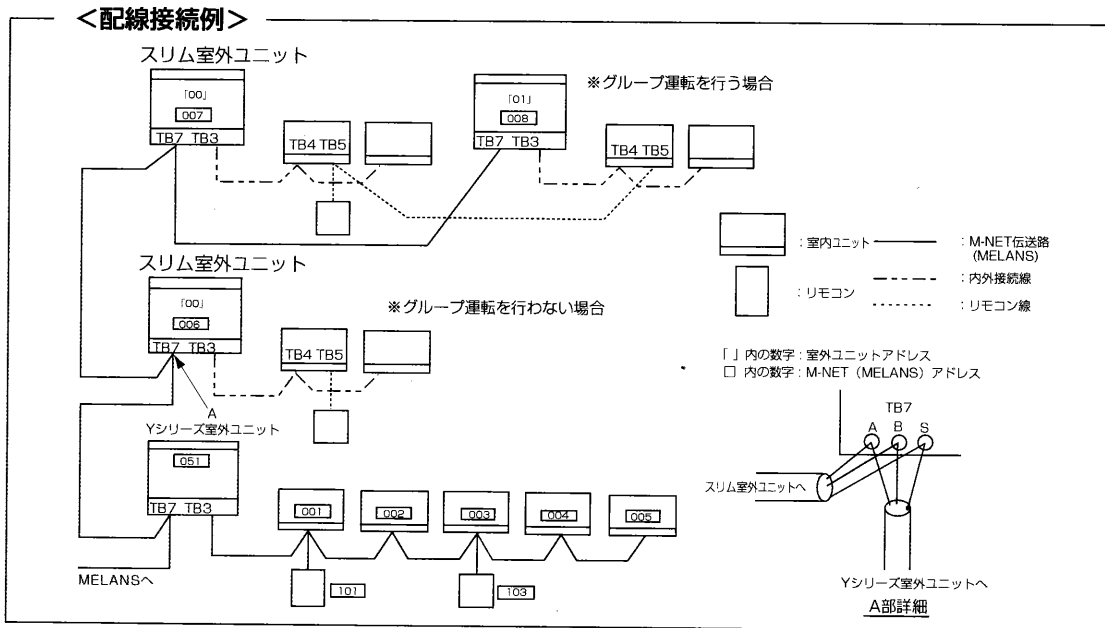 <配線接続例>
スリム室外ユニット
「00」
007
TB7 TB3
TB4 TB5
「01」
008
TB7 TB3
※グループ運転を行う場合
TB4 TB5
スリム室外ユニット
「00」
006
TB7 TB3
※グループ運転を行わない場合
TB4 TB5
A
Yシリーズ室外ユニット
051
TB7 TB3
001
002
003
004
005
101
103
MELANSへ
:室内ユニット
:リモコン
:M-NET伝送路
(MELANS)
:内外接続線
:リモコン線
「」内の数字:室外ユニットアドレス
□ 内の数字:M-NET(MELANS)アドレス
TB7
A B S
スリム室外ユニットへ
Yシリーズ室外ユニットへ
A部詳細